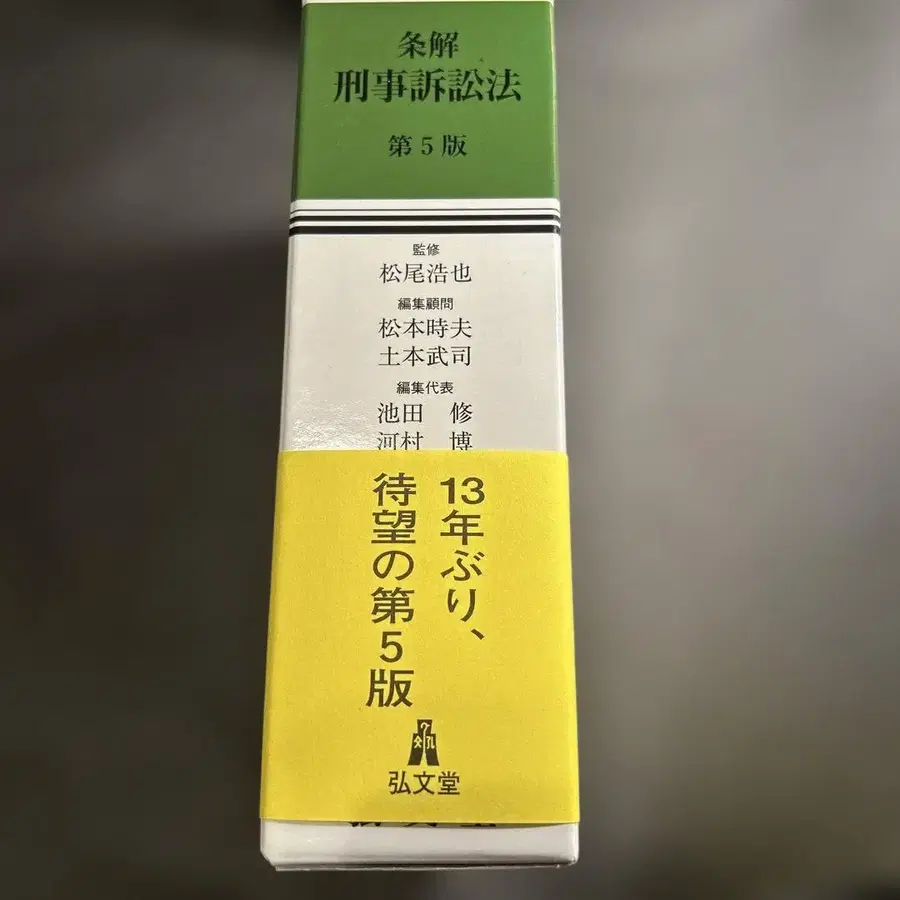 条解
刑事訴訟法
第5版
監修
松尾浩也
編集顧問
松本時夫
土本武司
編集代表
池田 修
河村 博
13年ぶり、
待望の第5版
弘文堂